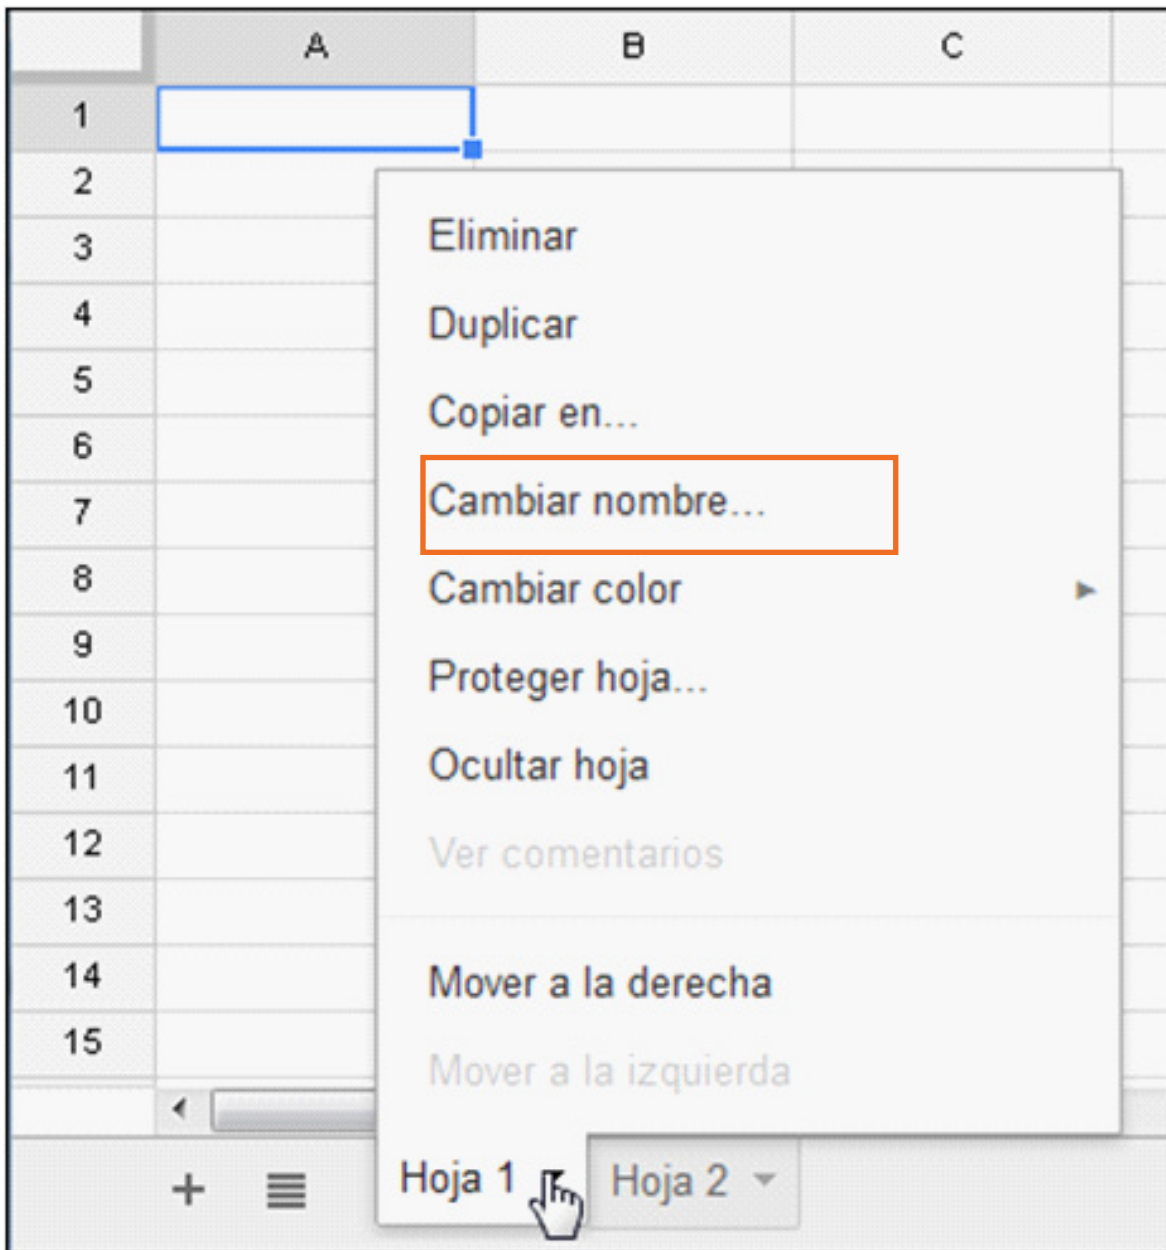 A B C
1
2
3
4
5
6
7
8
9
10
11
12
13
14
15
Eliminar
Duplicar
Copiar en...
Cambiar nombre...
Cambiar color
Proteger hoja...
Ocultar hoja
Ver comentarios
Mover a la derecha
Mover a la izquierda
Hoja 1 Hoja 2